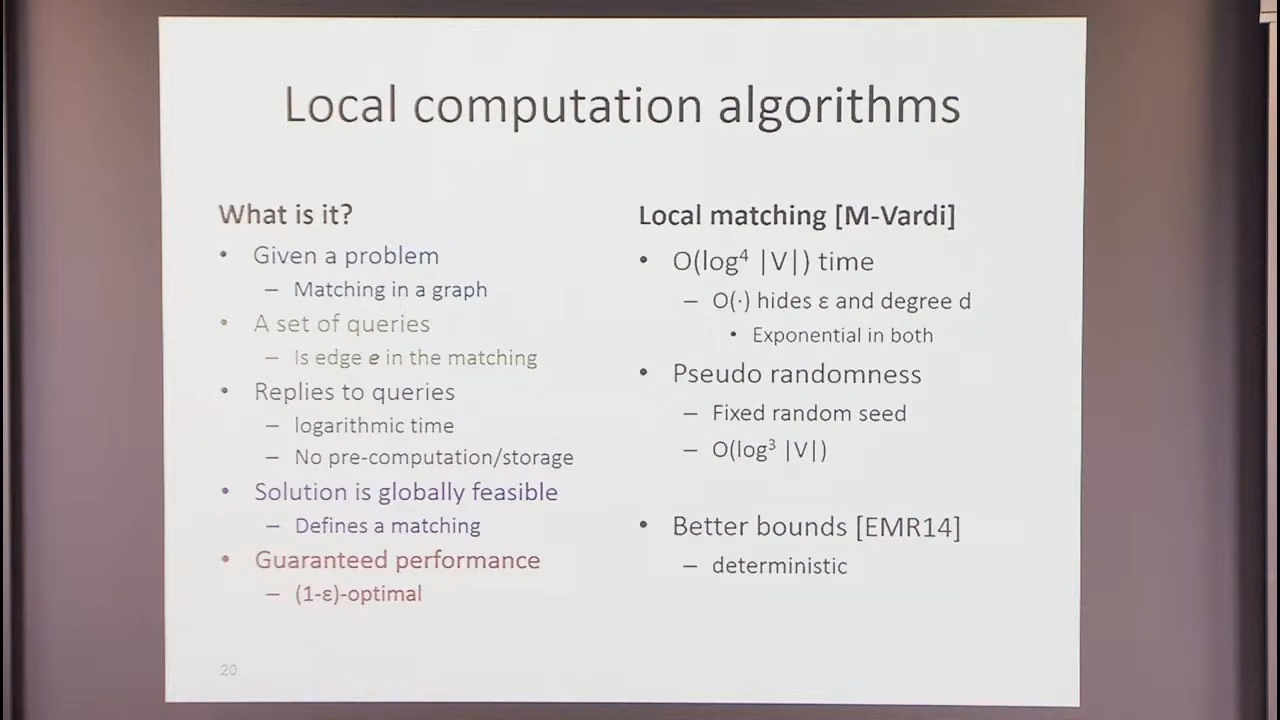 Local computation algorithms
What is it?
• Given a problem
– Matching in a graph
• A set of queries
– Is edge e in the matching
• Replies to queries
– logarithmic time
– No pre-computation/storage
• Solution is globally feasible
– Defines a matching
• Guaranteed performance
– (1-ε)-optimal
Local matching [M-Vardi]
• O(log⁴ |V|) time
– O(·) hides ε and degree d
• Exponential in both
• Pseudo randomness
– Fixed random seed
– O(log³ |V|)
• Better bounds [EMR14]
– deterministic
20